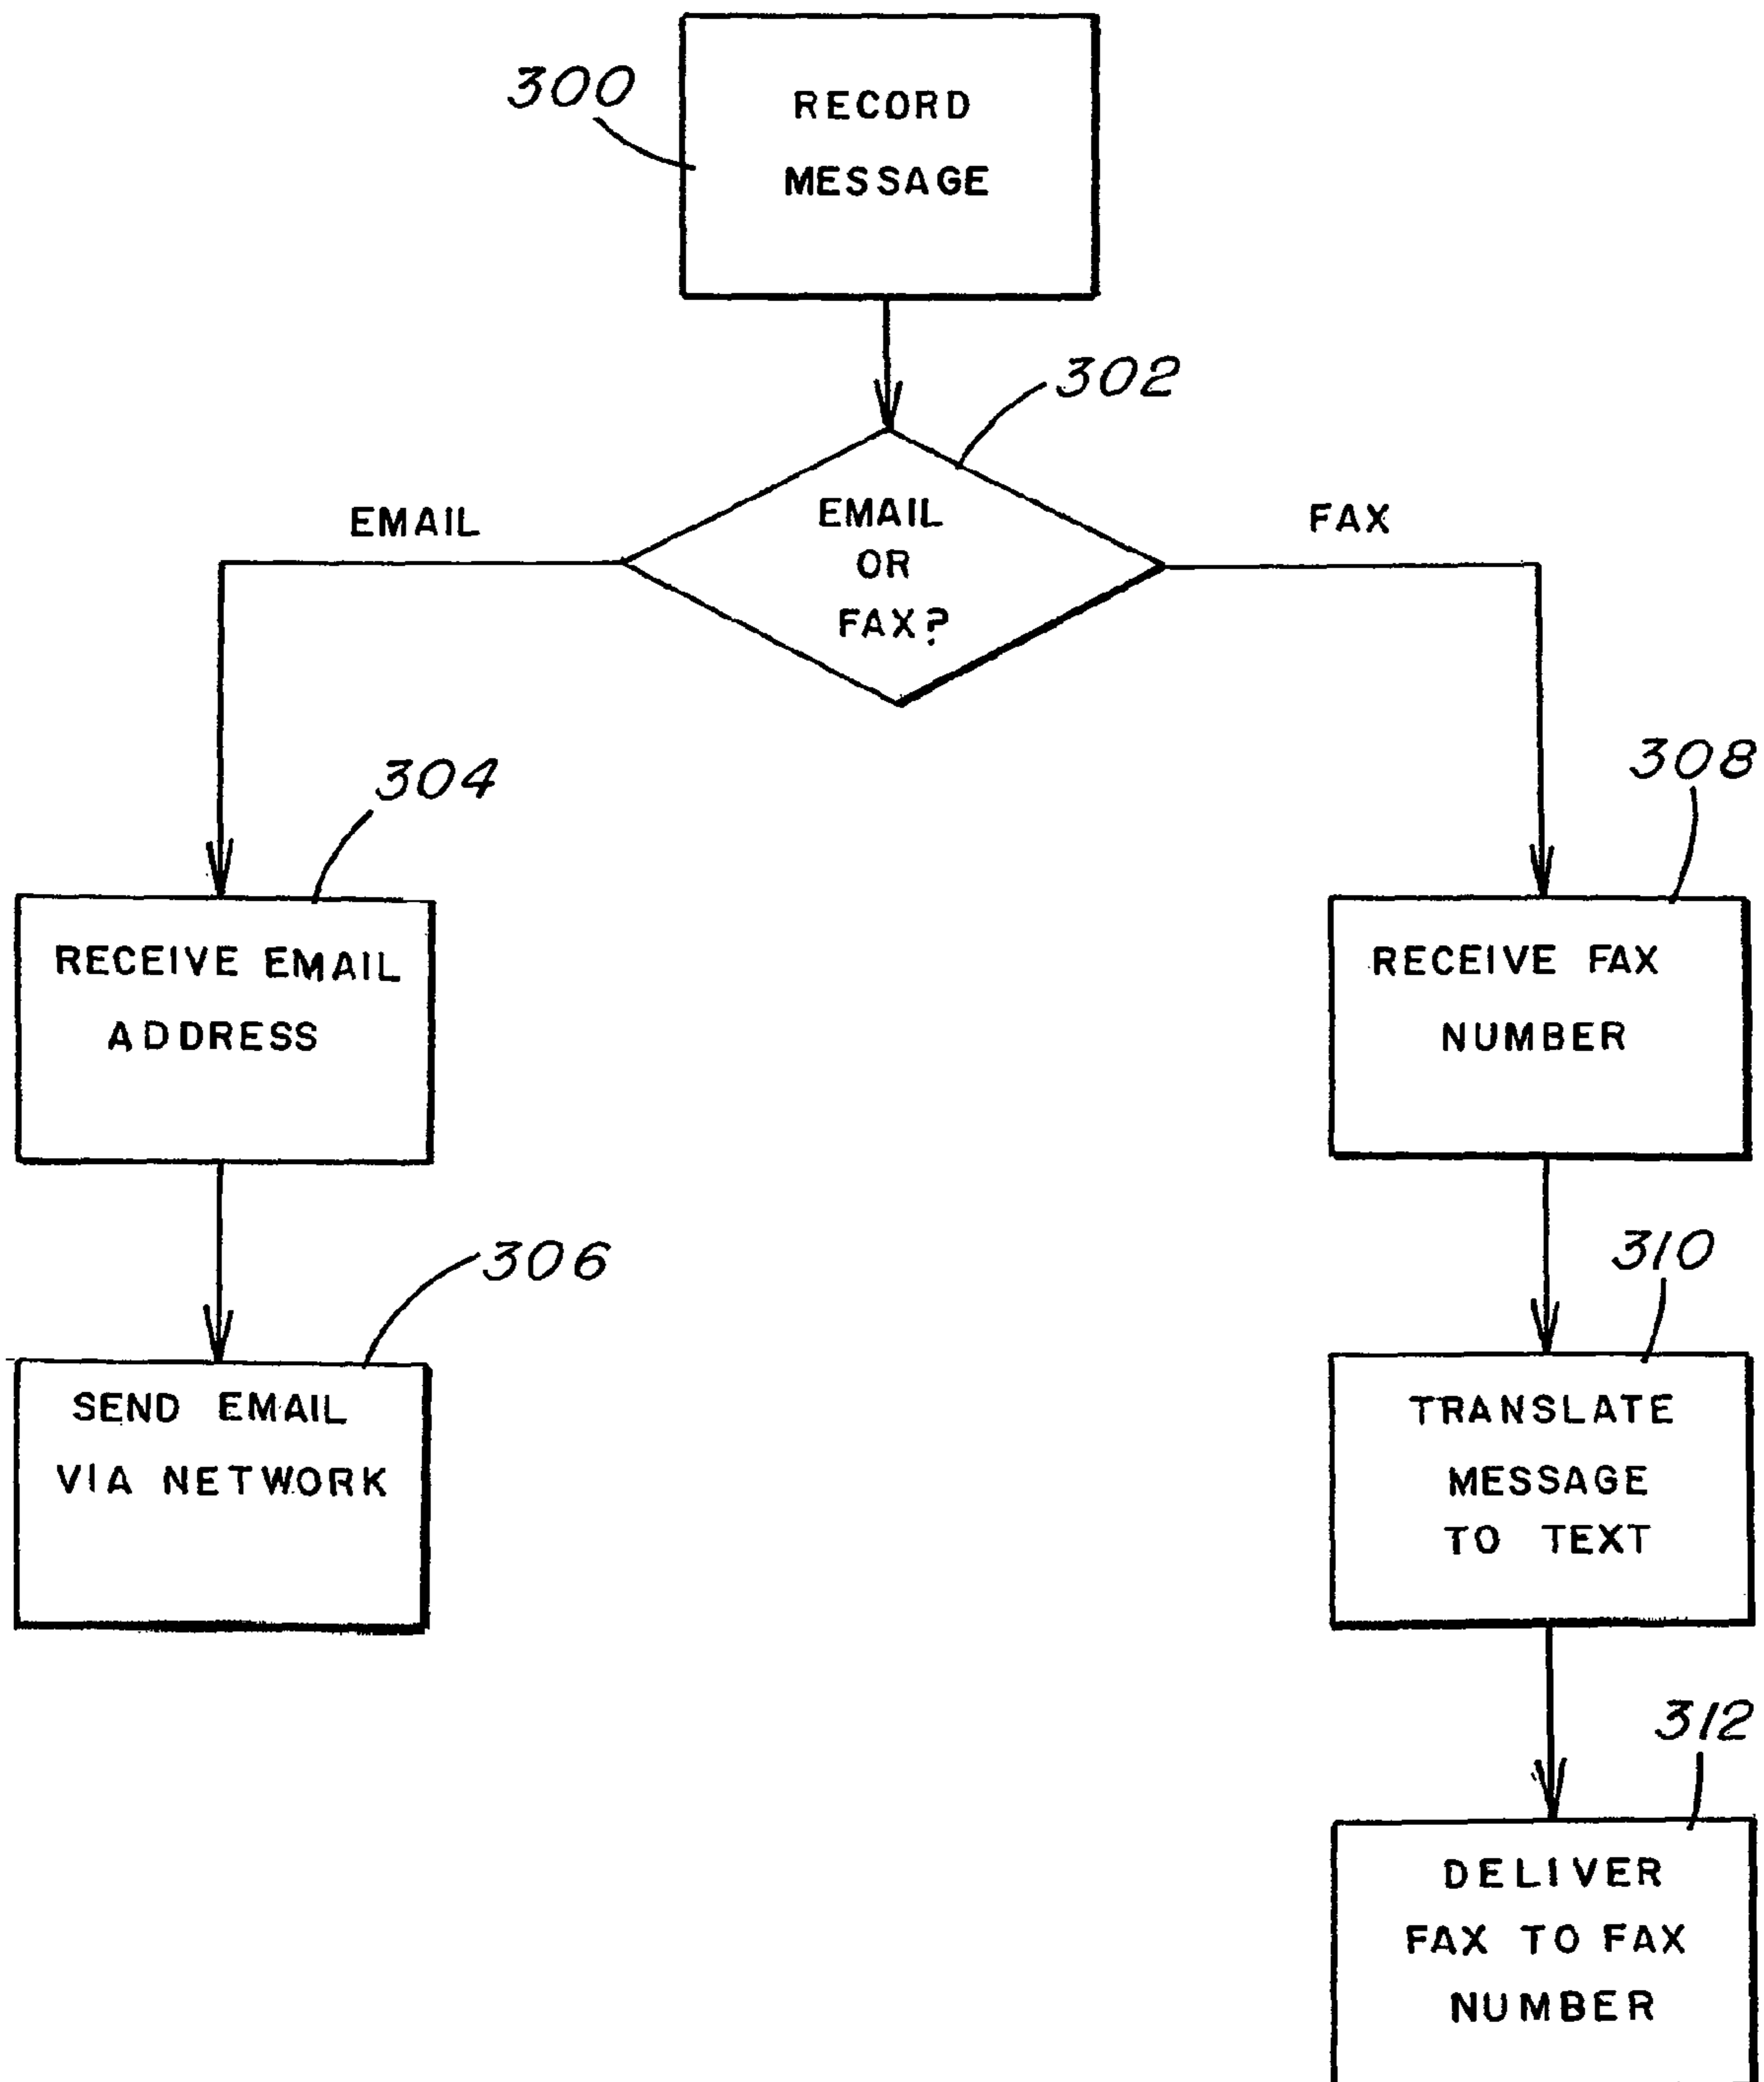 300
RECORD
MESSAGE
302
EMAIL
EMAIL
OR
FAX?
FAX
304
RECEIVE EMAIL
ADDRESS
308
RECEIVE FAX
NUMBER
306
SEND EMAIL
VIA NETWORK
310
TRANSLATE
MESSAGE
TO TEXT
312
DELIVER
FAX TO FAX
NUMBER